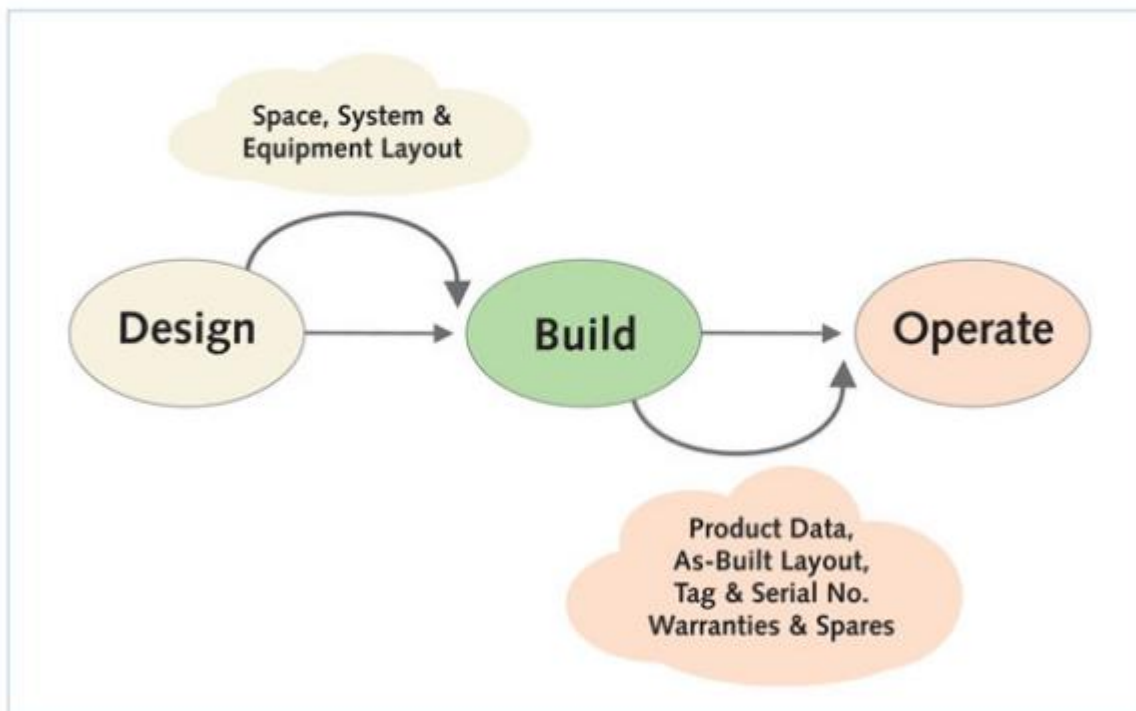 Space, System &
Equipment Layout
Design
Build
Operate
Product Data,
As-Built Layout,
Tag & Serial No.
Warranties & Spares